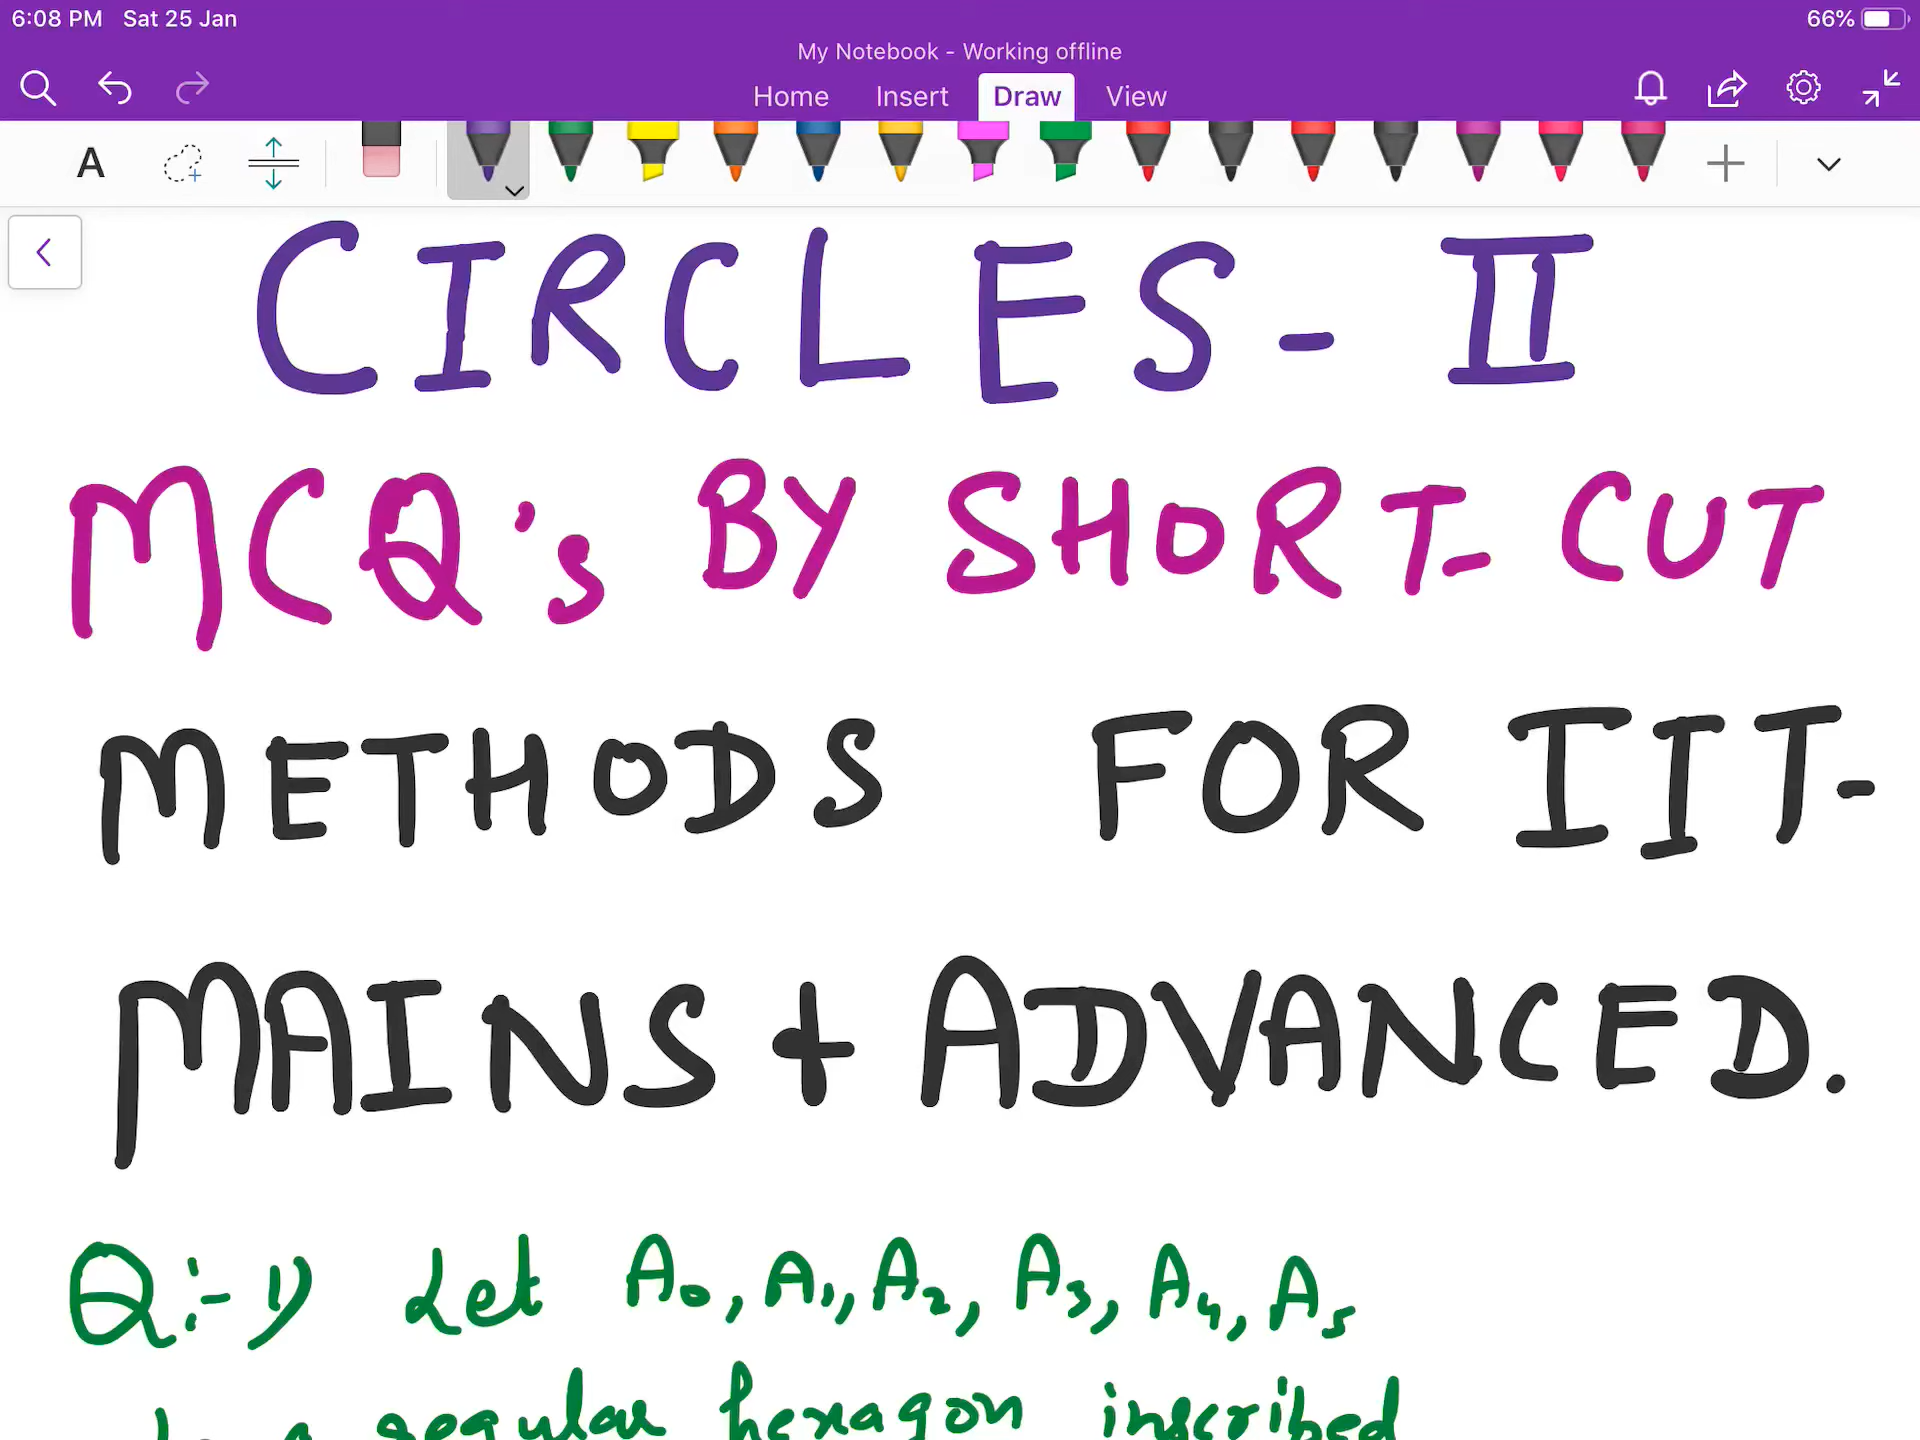 6:08 PM Sat 25 Jan 66%
My Notebook - Working offline
Home Insert Draw View
A
CIRCLES - II
MCQ's BY SHORT- CUT
METHODS FOR IIT-
MAINS + ADVANCED.
Q:- 1) Let A₀, A₁, A₂, A₃, A₄, A₅
be a regular hexagon inscribed